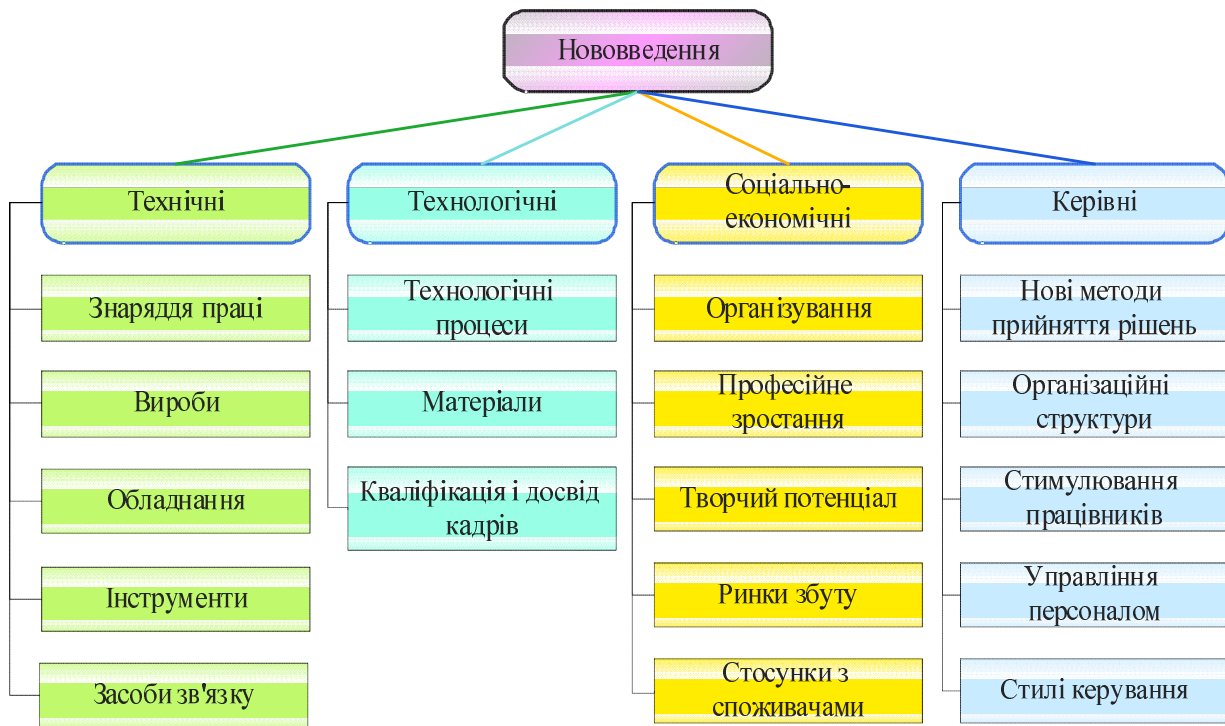 Нововведення
Технічні
Знаряддя праці
Вироби
Обладнання
Інструменти
Засоби зв'язку
Технологічні
Технологічні
процеси
Матеріали
Кваліфікація і досвід
кадрів
Соціально-
економічні
Організування
Професійне
зростання
Творчий потенціал
Ринки збуту
Стосунки з
споживачами
Керівні
Нові методи
прийняття рішень
Організаційні
структури
Стимулювання
працівників
Управління
персоналом
Стилі керування